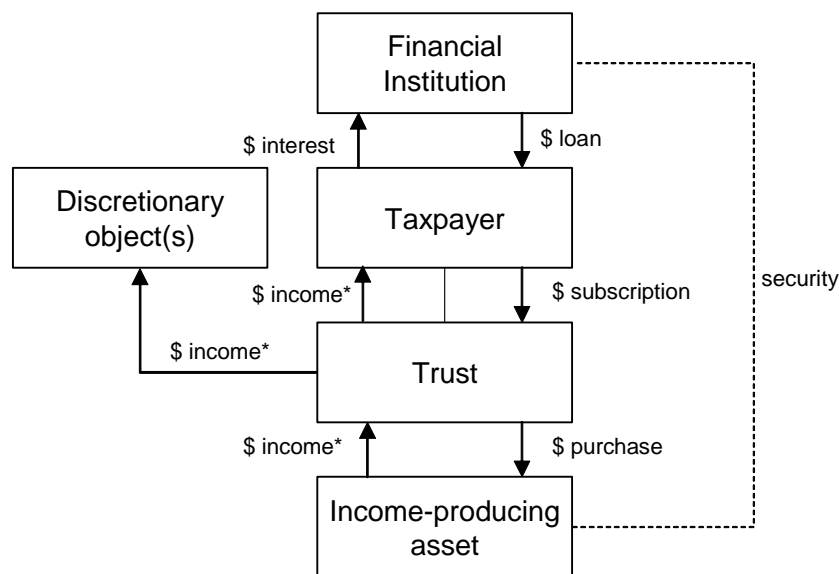 Financial
Institution
$ interest
$ loan
Discretionary
object(s)
Taxpayer
$ income*
$ subscription
security
$ income*
Trust
$ income*
$ purchase
Income-producing
asset